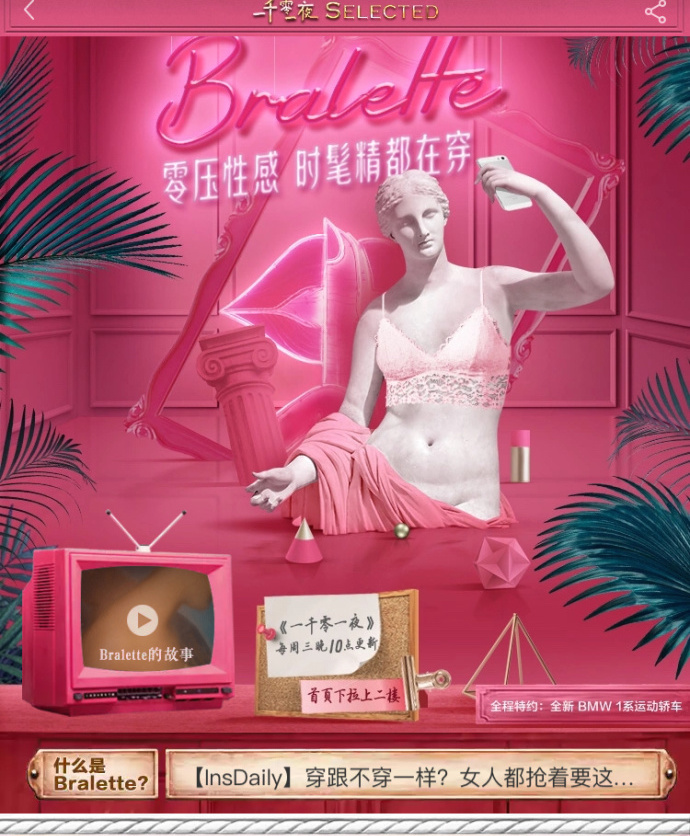 一千零一夜 SELECTED
Bralette
零压性感 时髦精都在穿
Bralette的故事
《一千零一夜》
每周三晚10点更新
首頁下拉上二楼
全程特约：全新 BMW 1系运动轿车
什么是
Bralette?
【InsDaily】穿跟不穿一样？女人都抢着要这...